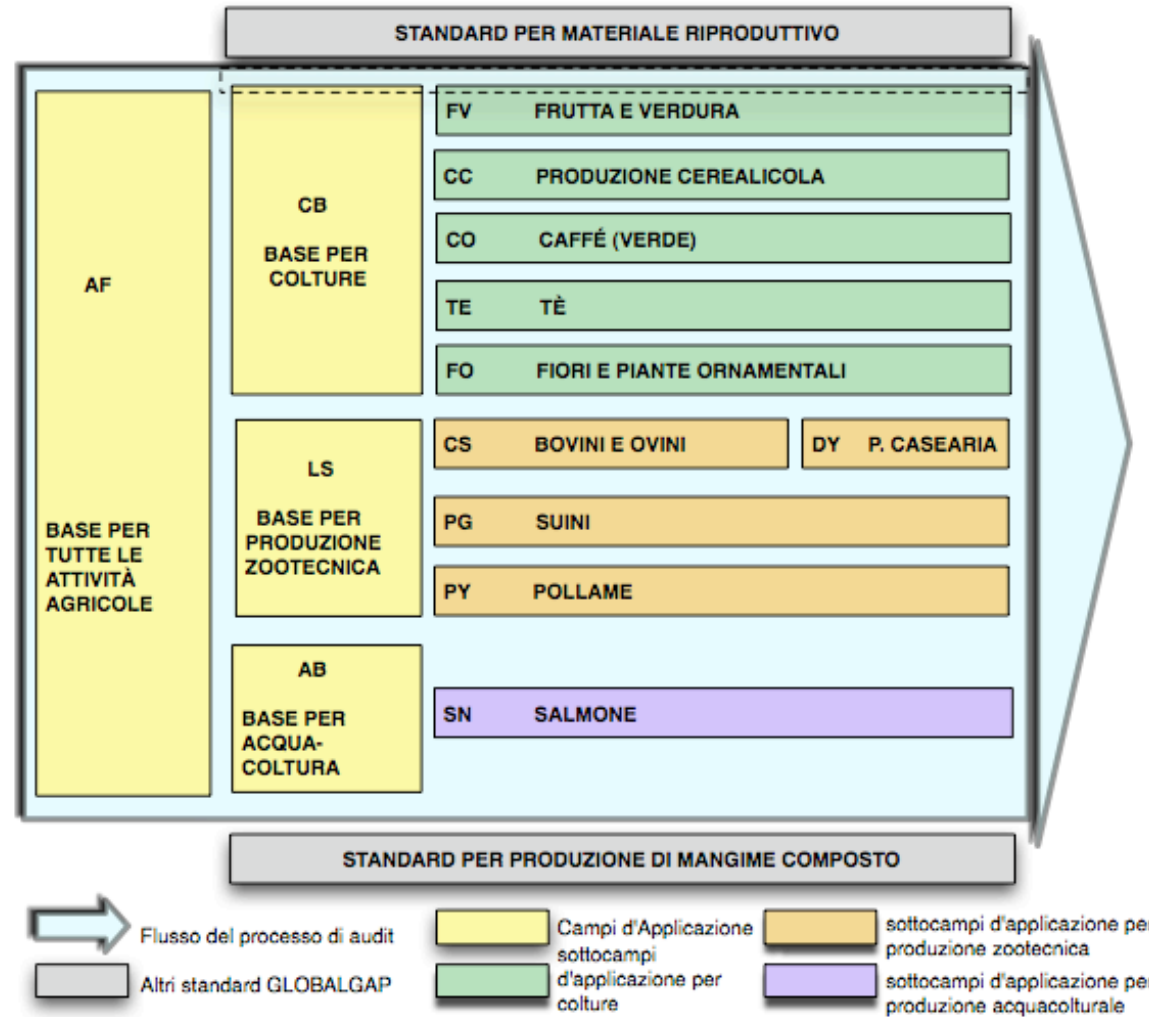 STANDARD PER MATERIALE RIPRODUTTIVO
AF
BASE PER
TUTTE LE
ATTIVITÀ
AGRICOLE
CB
BASE PER
COLTURE
FV FRUTTA E VERDURA
CC PRODUZIONE CEREALICOLA
CO CAFFÉ (VERDE)
TE TÈ
FO FIORI E PIANTE ORNAMENTALI
LS
BASE PER
PRODUZIONE
ZOOTECNICA
CS BOVINI E OVINI
DY P. CASEARIA
PG SUINI
PY POLLAME
AB
BASE PER
ACQUA-
COLTURA
SN SALMONE
STANDARD PER PRODUZIONE DI MANGIME COMPOSTO
Flusso del processo di audit
Altri standard GLOBALGAP
Campi d'Applicazione
sottocampi
d'applicazione per
colture
sottocampi d'applicazione per
produzione zootecnica
sottocampi d'applicazione per
produzione acquacolturale